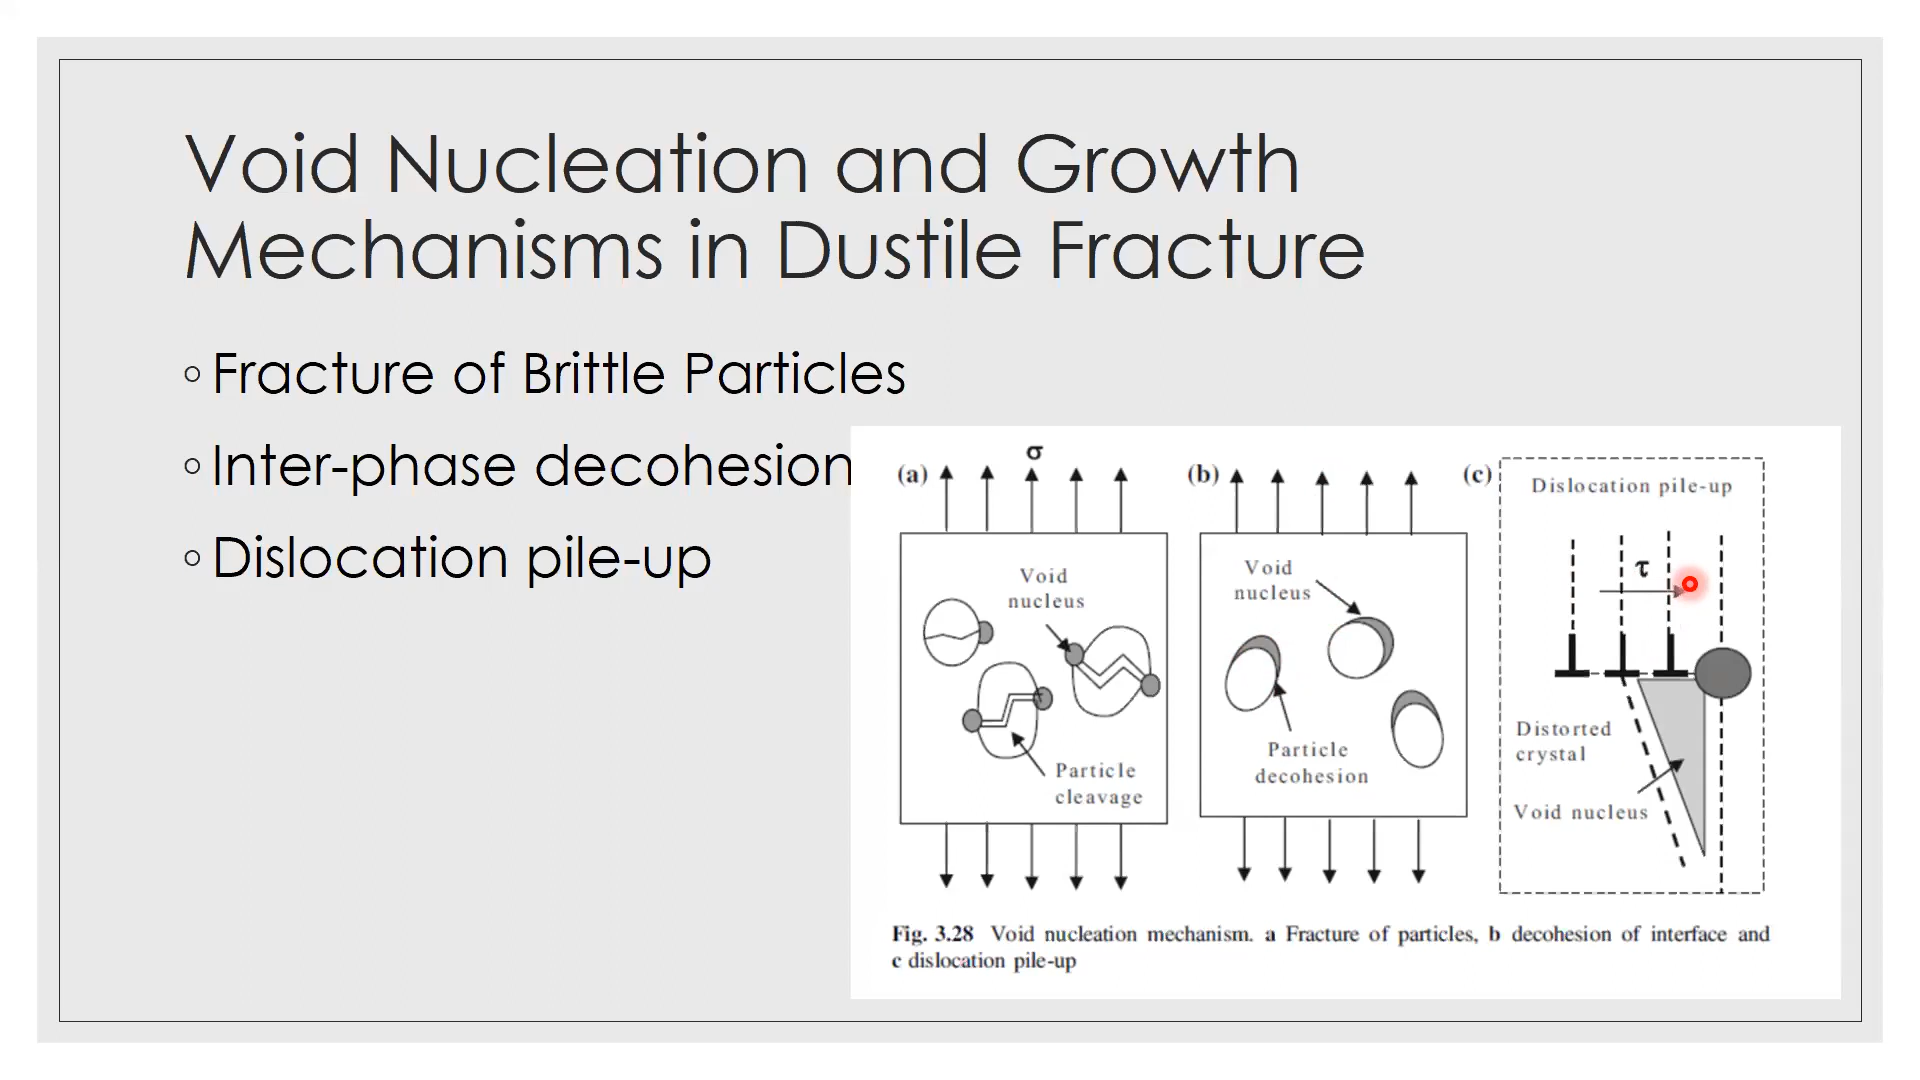 Void Nucleation and Growth
Mechanisms in Dustile Fracture
◦ Fracture of Brittle Particles
◦ Inter-phase decohesion
◦ Dislocation pile-up
(a)
σ
Void
nucleus
Particle
cleavage
(b)
Void
nucleus
Particle
decohesion
(c)
Dislocation pile-up
τ
Distorted
crystal
Void nucleus
Fig. 3.28 Void nucleation mechanism. a Fracture of particles, b decohesion of interface and
c dislocation pile-up